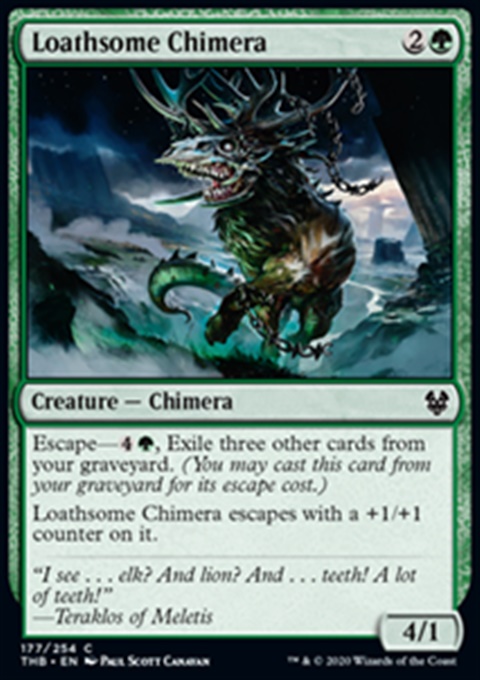 Loathsome Chimera 2
Creature — Chimera
Escape—4, Exile three other cards from
your graveyard. (You may cast this card from
your graveyard for its escape cost.)
Loathsome Chimera escapes with a +1/+1
counter on it.
"I see . . . elk? And lion? And . . . teeth! A lot
of teeth!"
—Teraklos of Meletis
4/1
177/254 C
THB • EN Paul Scott Canavan
™ & © 2020 Wizards of the Coast